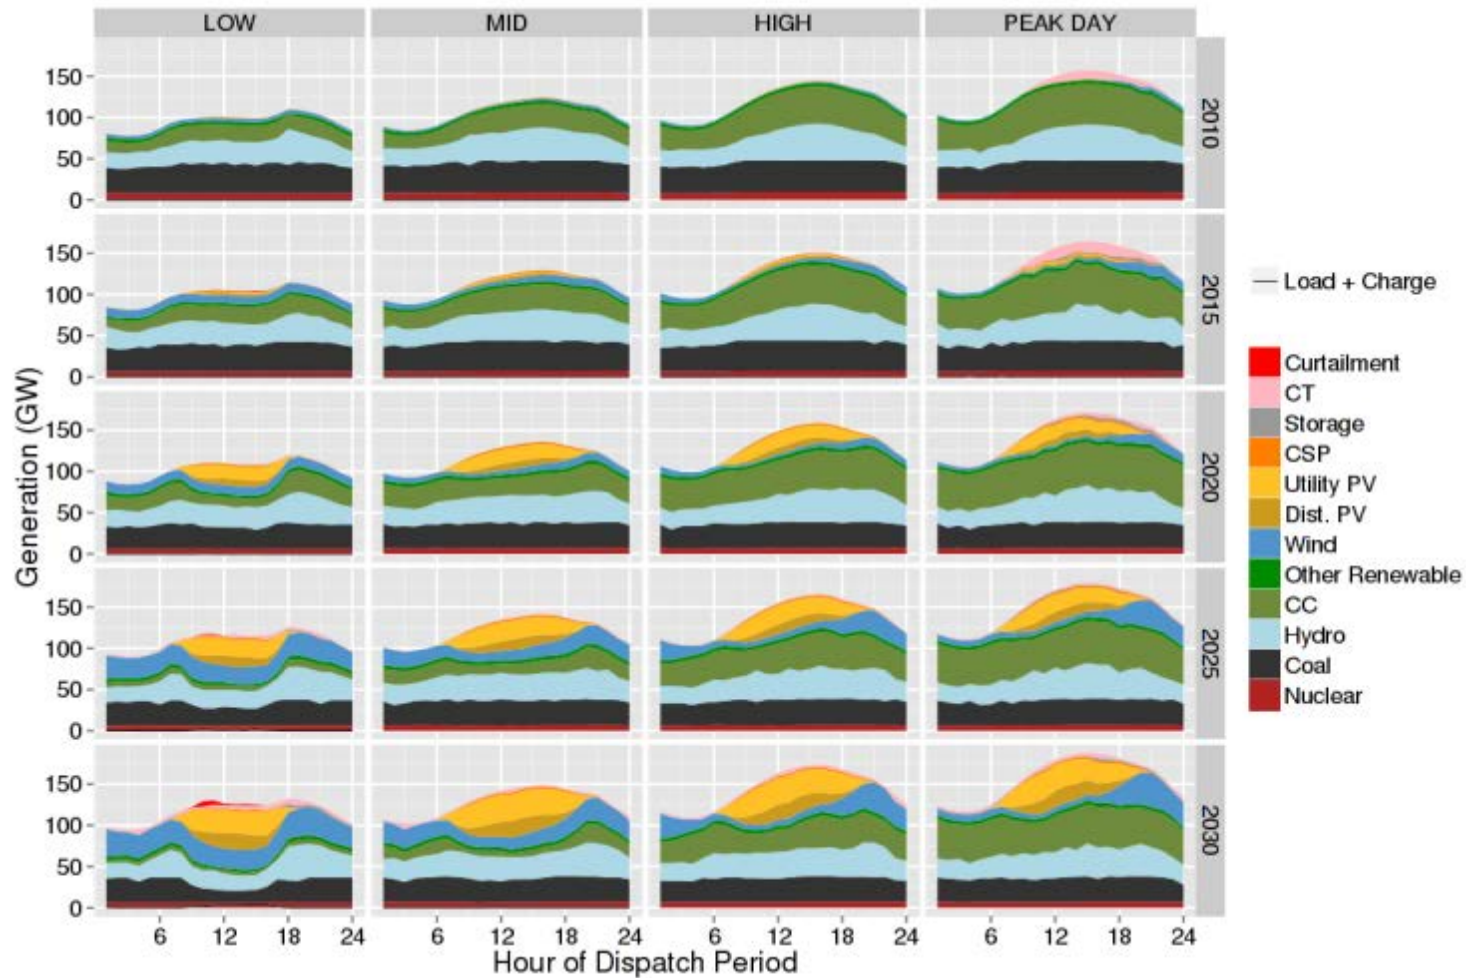 LOW MID HIGH PEAK DAY
150
100
50
0
2010
150
100
50
0
2015
150
100
50
0
2020
150
100
50
0
2025
150
100
50
0
2030
6 12 18 24 6 12 18 24 6 12 18 24 6 12 18 24
Hour of Dispatch Period
Generation (GW)
Load + Charge
Curtailment
CT
Storage
CSP
Utility PV
Dist. PV
Wind
Other Renewable
CC
Hydro
Coal
Nuclear